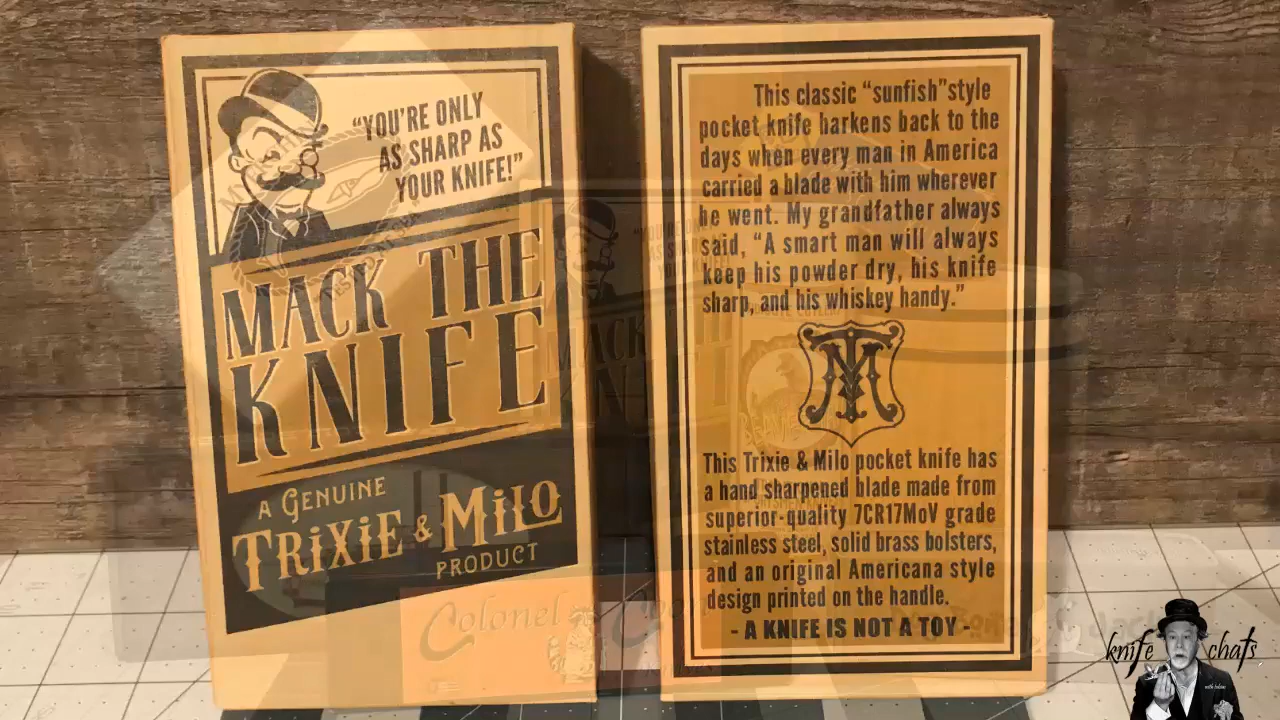 “YOU'RE ONLY
AS SHARP AS
YOUR KNIFE!”
MACK THE
KNIFE
A GENUINE
TRIXIE & MILO
PRODUCT
This classic “sunfish”style
pocket knife harkens back to the
days when every man in America
carried a blade with him wherever
he went. My grandfather always
said, “A smart man will always
keep his powder dry, his knife
sharp, and his whiskey handy.”
TM
This Trixie & Milo pocket knife has
a hand sharpened blade made from
superior-quality 7CR17MoV grade
stainless steel, solid brass bolsters,
and an original Americana style
design printed on the handle.
- A KNIFE IS NOT A TOY -
Colonel Coon
knife chats